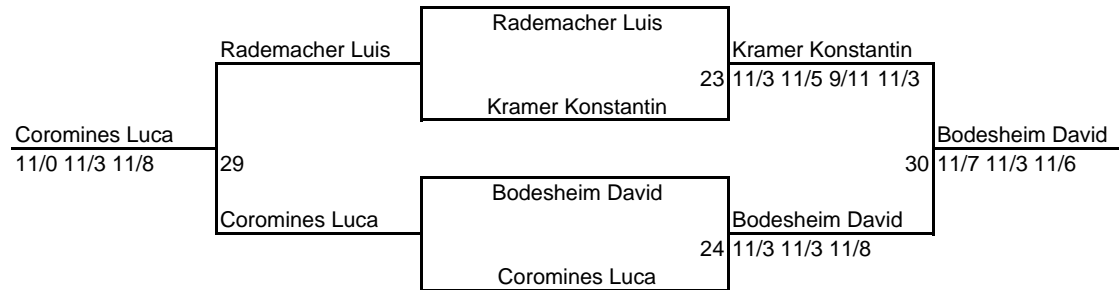 Rademacher Luis
Rademacher Luis
Kramer Konstantin
23
11/3 11/5 9/11 11/3
Kramer Konstantin
Coromines Luca
Bodesheim David
11/0 11/3 11/8
29
30
11/7 11/3 11/6
Bodesheim David
Coromines Luca
Bodesheim David
24
11/3 11/3 11/8
Coromines Luca